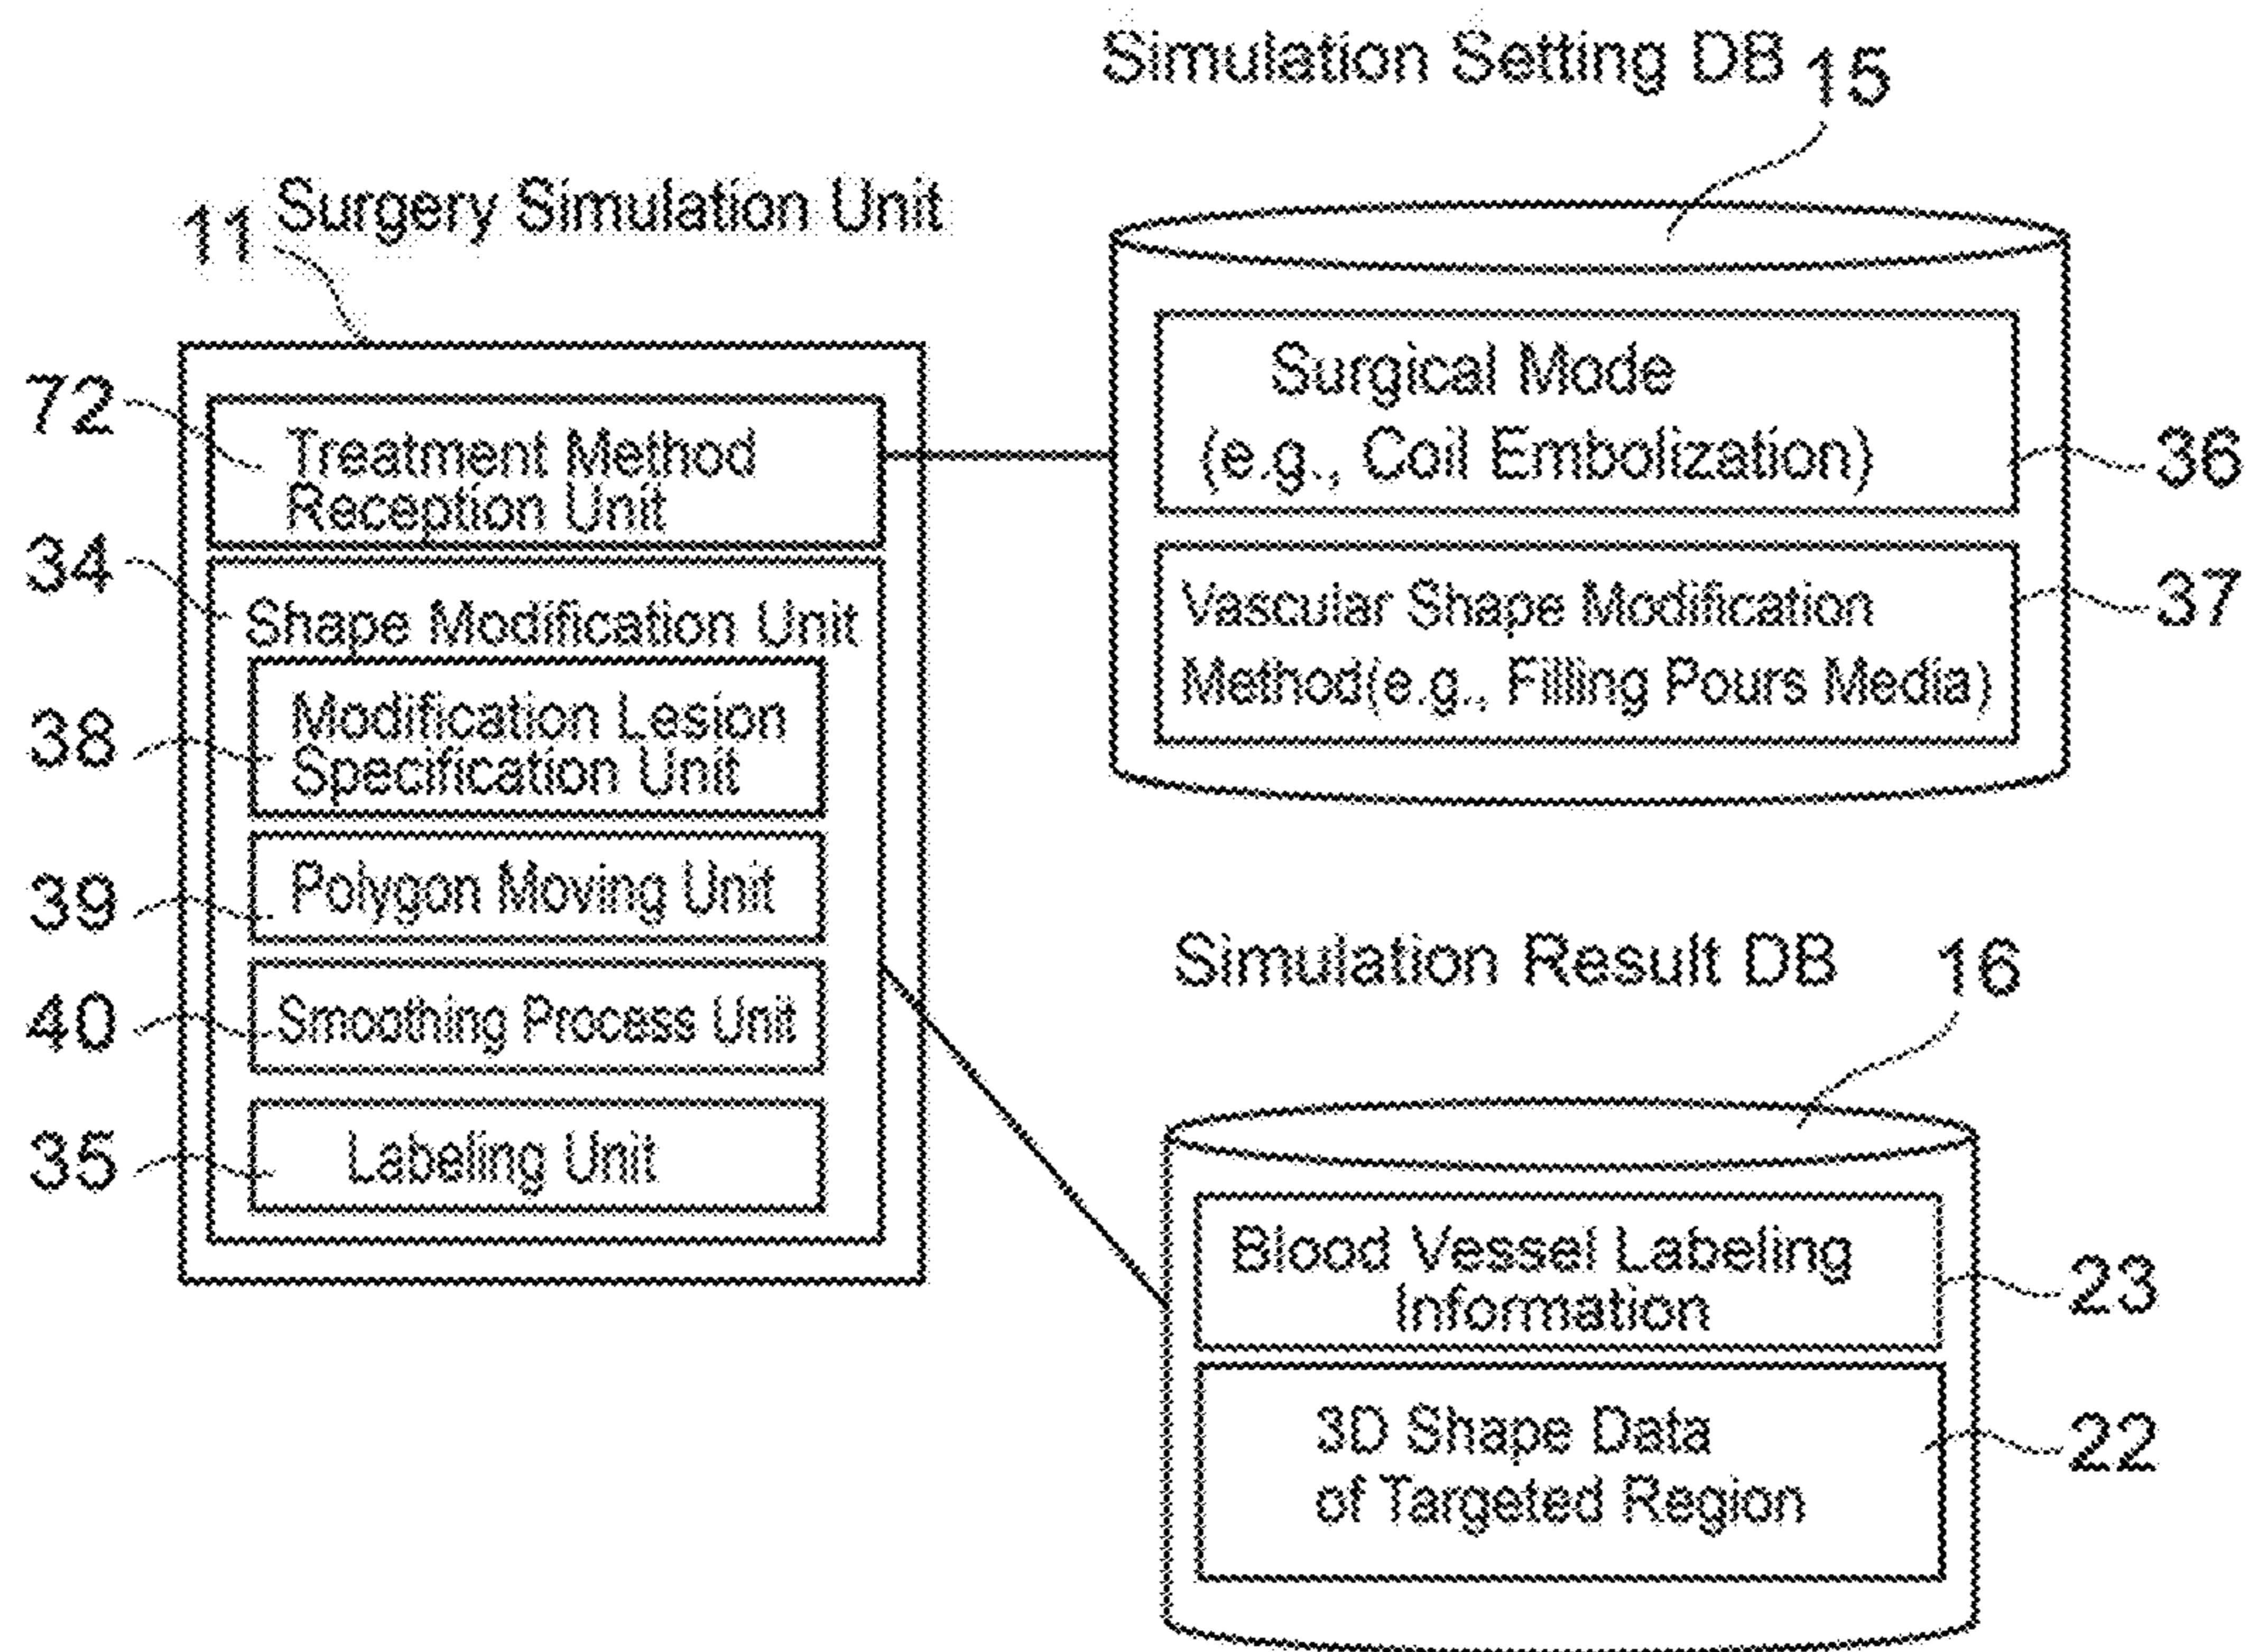 Simulation Setting DB 15
11 Surgery Simulation Unit
72
Treatment Method
Reception Unit
34
Shape Modification Unit
38
Modification Lesion
Specification Unit
39
Polygon Moving Unit
40
Smoothing Process Unit
35
Labeling Unit
Surgical Mode
(e.g., Coil Embolization)
36
Vascular Shape Modification
Method(e.g., Filling Pours Media)
37
Simulation Result DB 16
Blood Vessel Labeling
Information
23
3D Shape Data
of Targeted Region
22